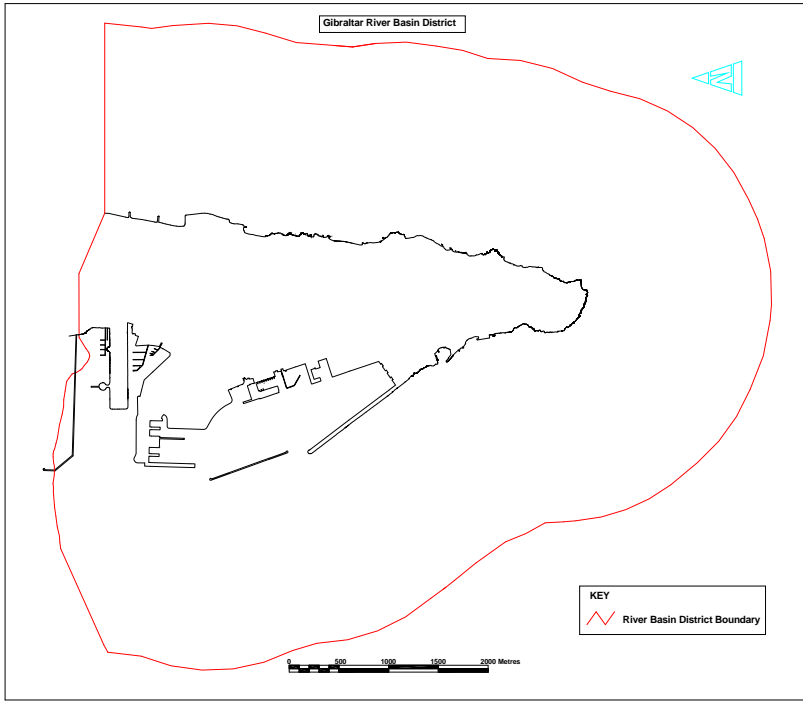 Gibraltar River Basin District
N
KEY
River Basin District Boundary
0 500 1000 1500 2000 Metres